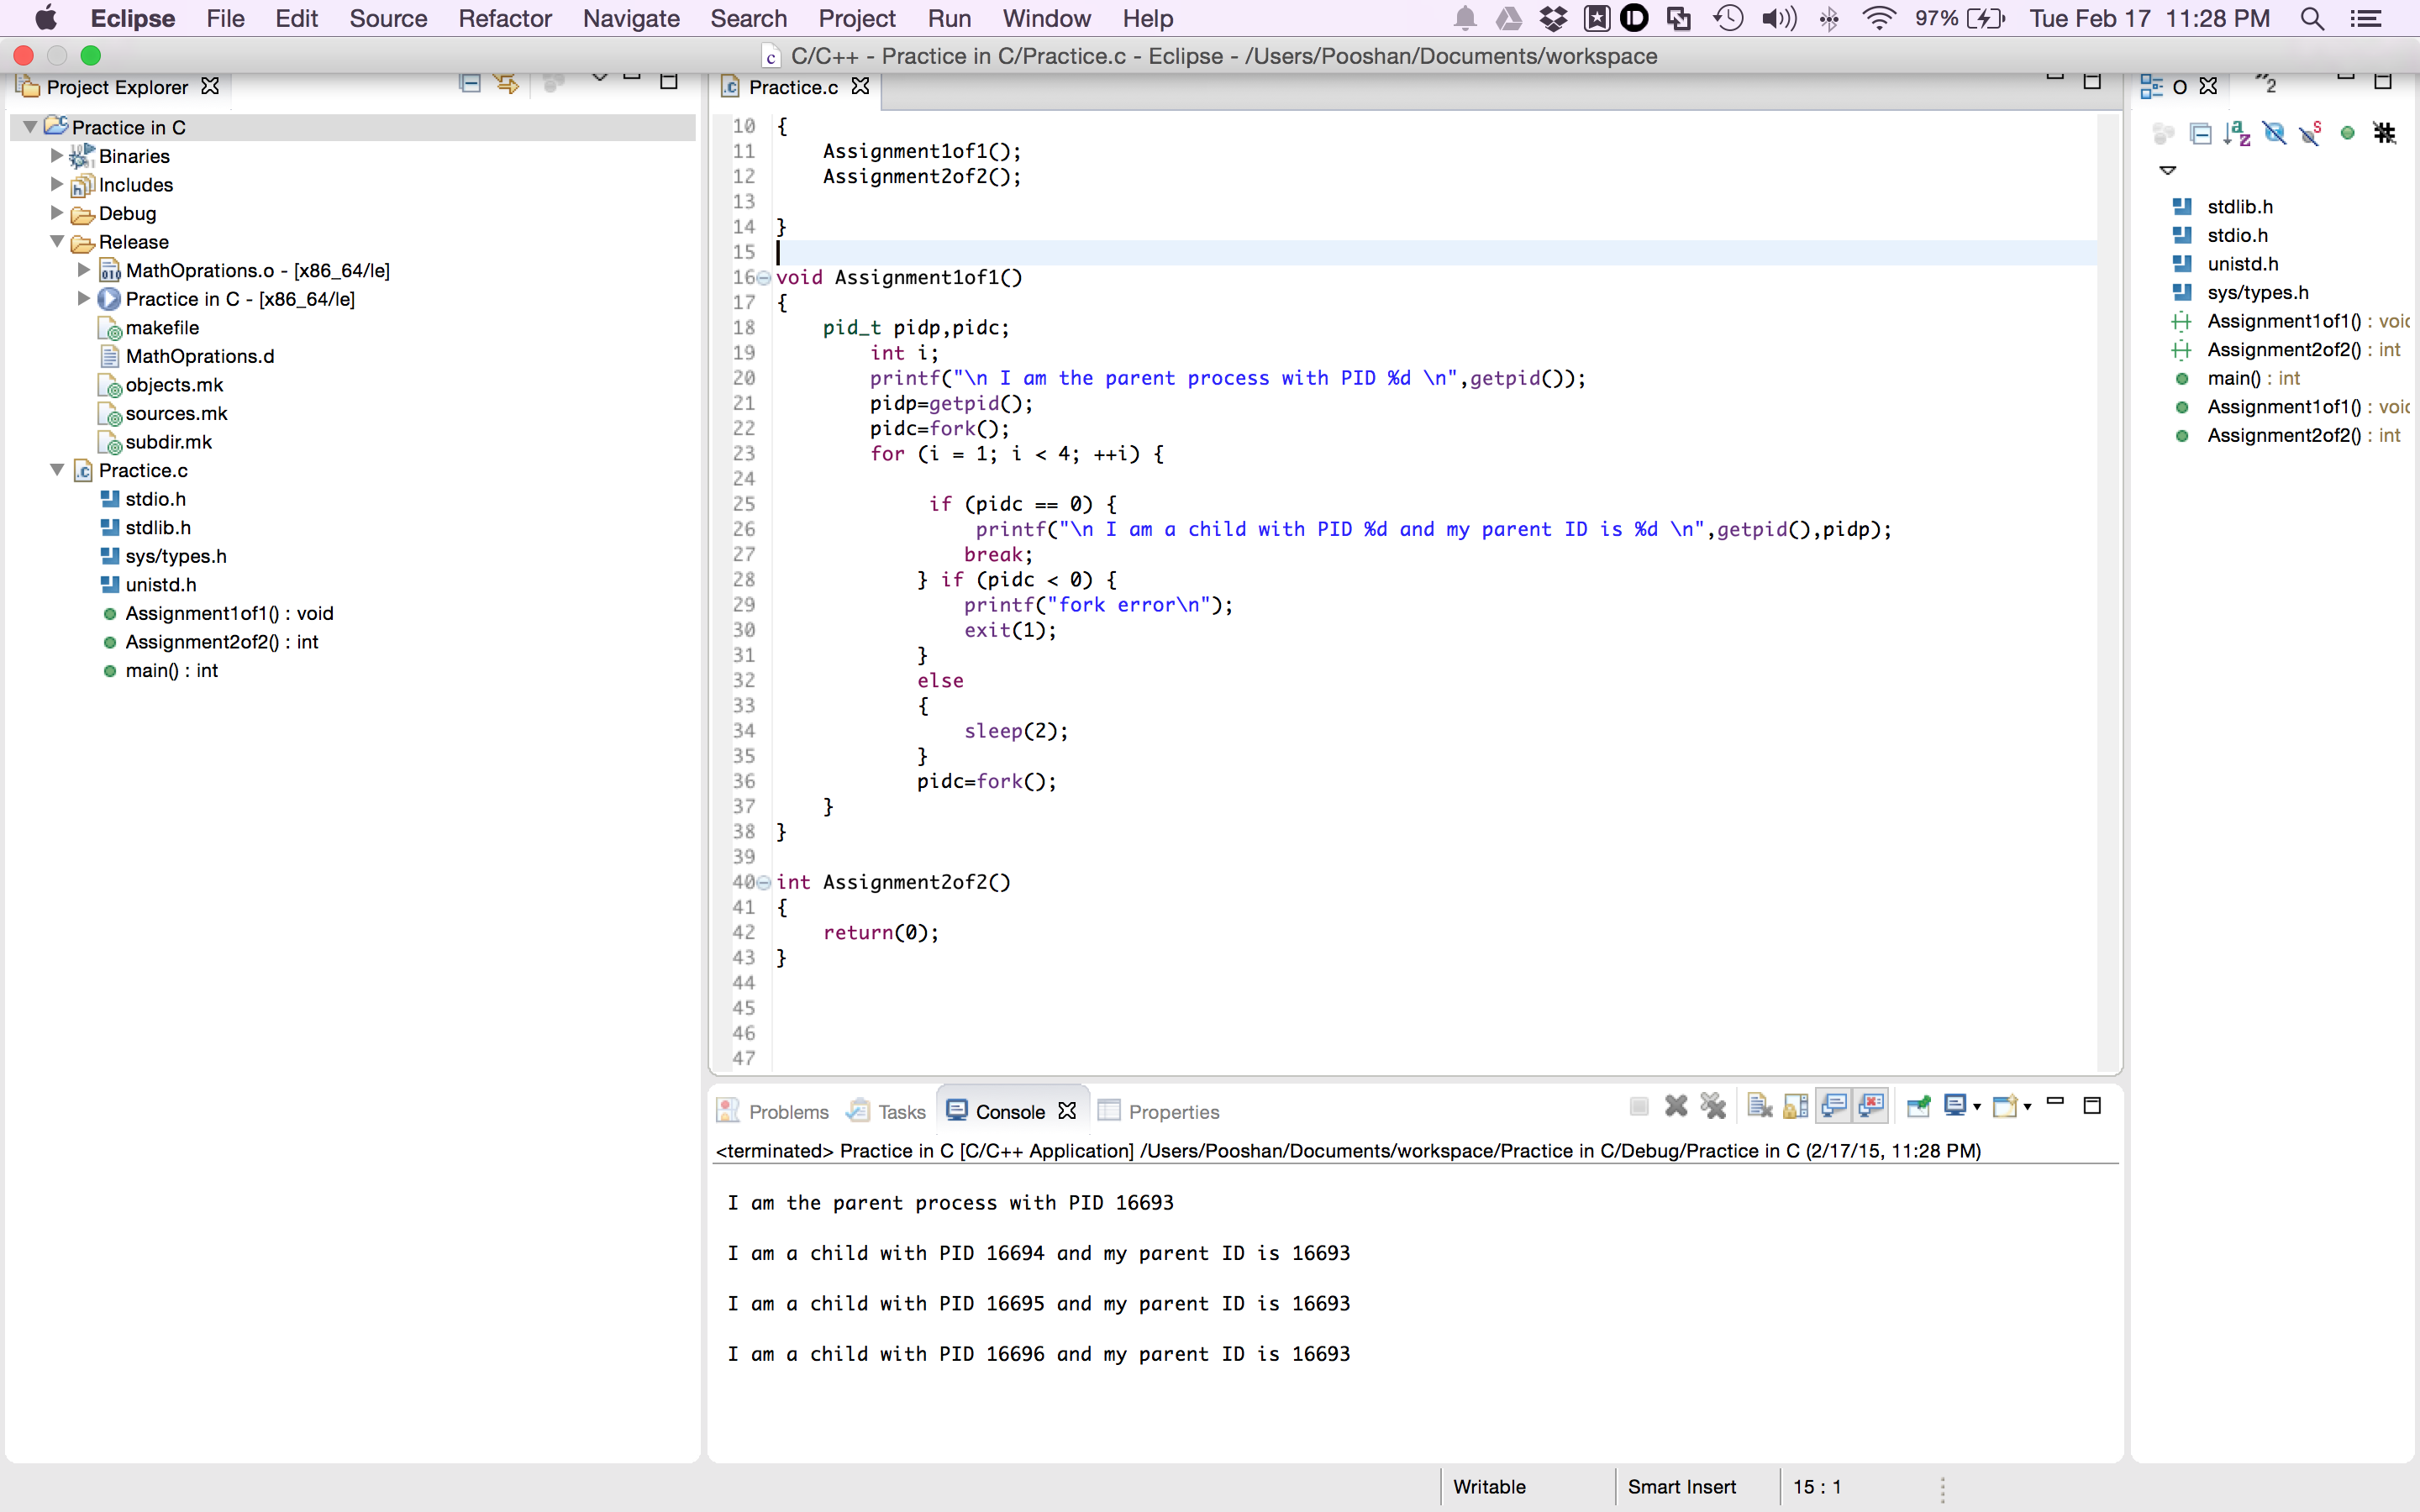 Eclipse File Edit Source Refactor Navigate Search Project Run Window Help 97% Tue Feb 17 11:28 PM
C/C++ - Practice in C/Practice.c - Eclipse - /Users/Pooshan/Documents/workspace
Project Explorer
Practice in C
Binaries
Includes
Debug
Release
MathOprations.o - [x86_64/le]
Practice in C - [x86_64/le]
makefile
MathOprations.d
objects.mk
sources.mk
subdir.mk
Practice.c
stdio.h
stdlib.h
sys/types.h
unistd.h
Assignment1of1() : void
Assignment2of2() : int
main() : int
Practice.c
10 {
11 Assignment1of1();
12 Assignment2of2();
13
14 }
15
16 void Assignment1of1()
17 {
18 pid_t pidp,pidc;
19 int i;
20 printf("\n I am the parent process with PID %d \n",getpid());
21 pidp=getpid();
22 pidc=fork();
23 for (i = 1; i < 4; ++i) {
24
25 if (pidc == 0) {
26 printf("\n I am a child with PID %d and my parent ID is %d \n",getpid(),pidp);
27 break;
28 } if (pidc < 0) {
29 printf("fork error\n");
30 exit(1);
31 }
32 else
33 {
34 sleep(2);
35 }
36 pidc=fork();
37 }
38 }
39
40 int Assignment2of2()
41 {
42 return(0);
43 }
44
45
46
47
O 2
stdlib.h
stdio.h
unistd.h
sys/types.h
Assignment1of1() : voi
Assignment2of2() : int
main() : int
Assignment1of1() : voi
Assignment2of2() : int
Problems Tasks Console Properties
<terminated> Practice in C [C/C++ Application] /Users/Pooshan/Documents/workspace/Practice in C/Debug/Practice in C (2/17/15, 11:28 PM)
I am the parent process with PID 16693
I am a child with PID 16694 and my parent ID is 16693
I am a child with PID 16695 and my parent ID is 16693
I am a child with PID 16696 and my parent ID is 16693
Writable Smart Insert 15 : 1